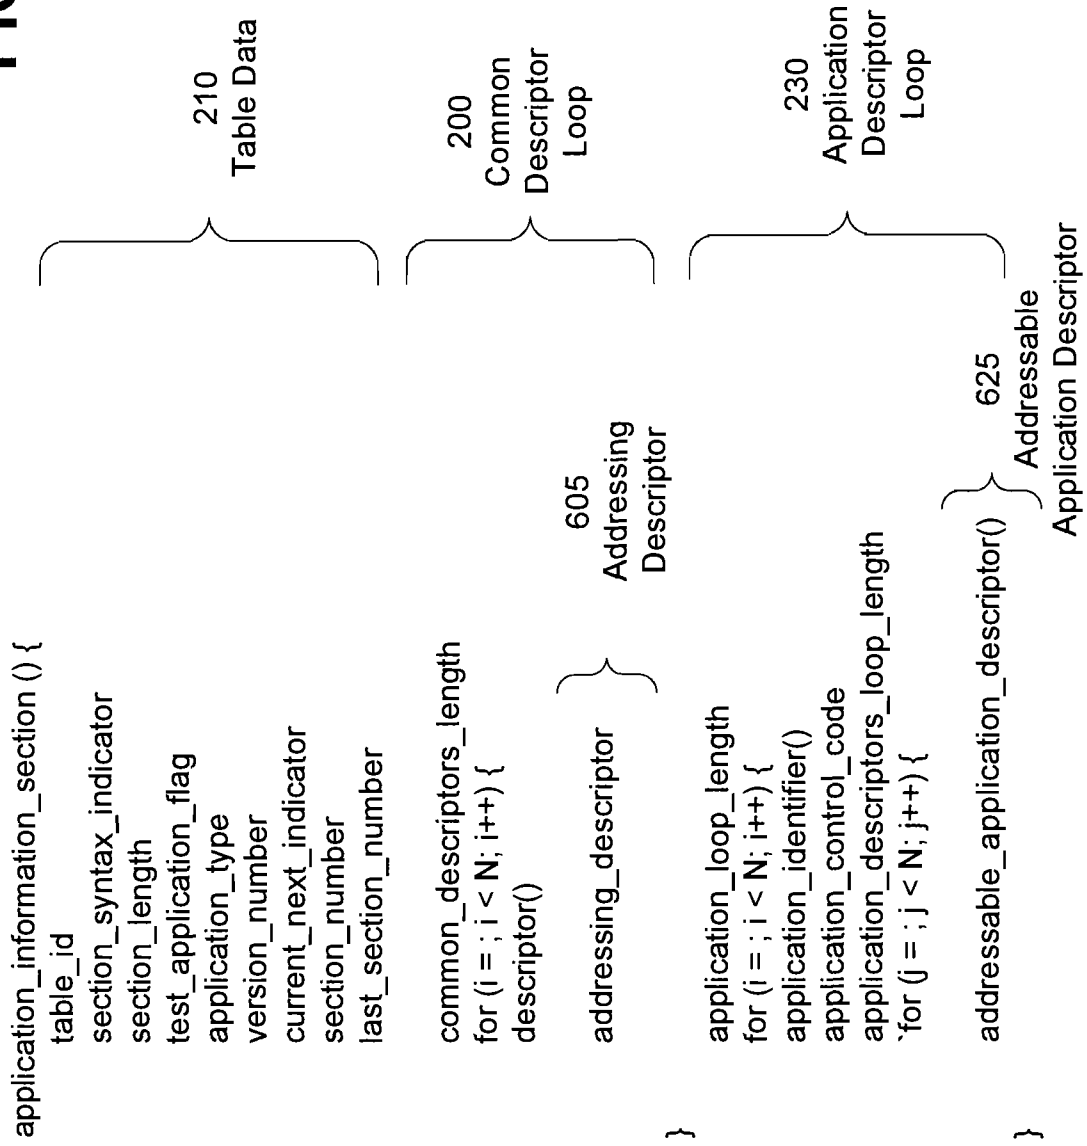 application_information_section () {
table_id
section_syntax_indicator
section_length
test_application_flag
application_type
version_number
current_next_indicator
section_number
last_section_number
210
Table Data
common_descriptors_length
for (i = ; i < N; i++) {
descriptor()
200
Common
Descriptor
Loop
addressing_descriptor
605
Addressing
Descriptor
}
application_loop_length
for (i = ; i < N; i++) {
application_identifier()
application_control_code
application_descriptors_loop_length
`for (j = ; j < N; j++) {
230
Application
Descriptor
Loop
addressable_application_descriptor()
625
Addressable
Application Descriptor
}